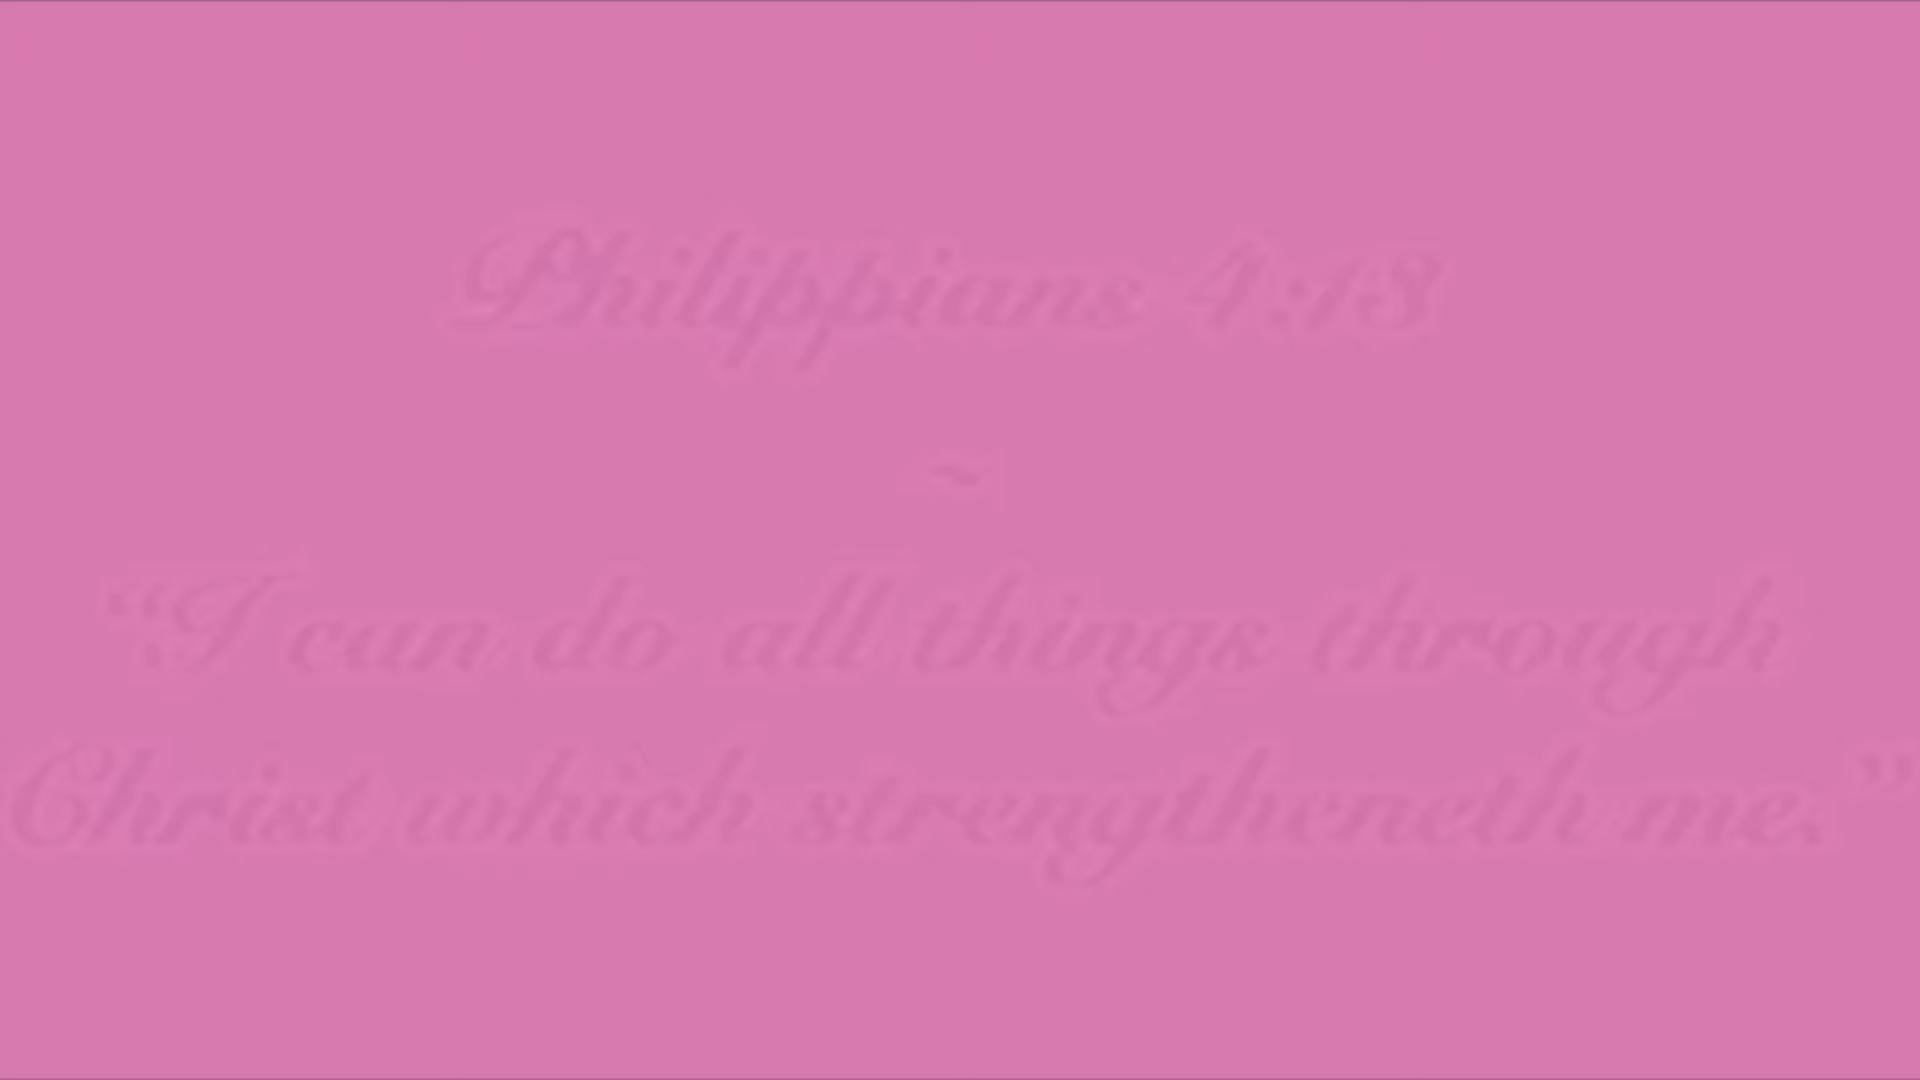 Philippians 4:13
~
“I can do all things through
Christ which strengtheneth me.”